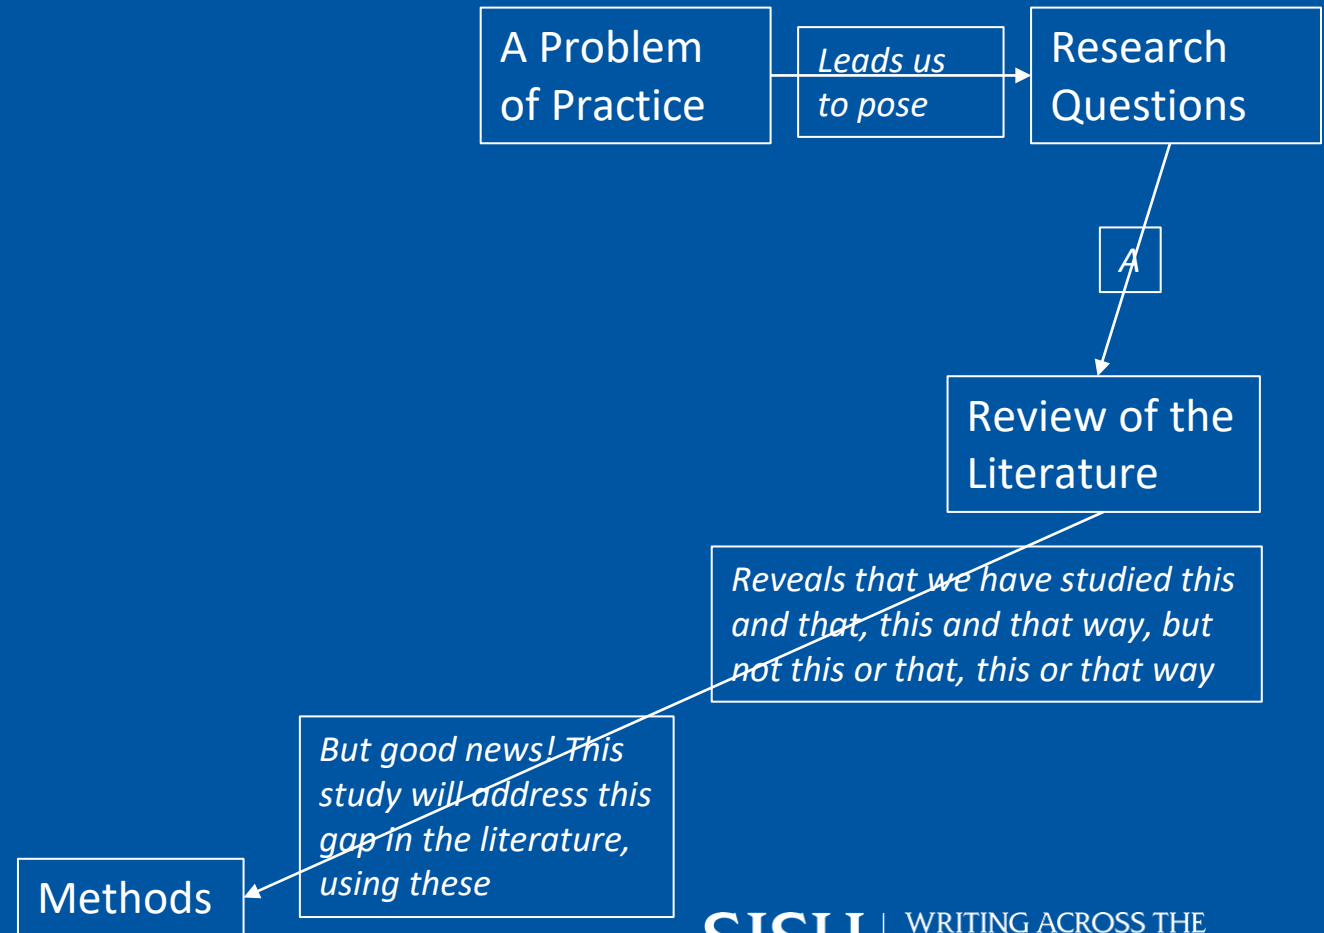 A Problem
of Practice
Leads us
to pose
Research
Questions
A
Review of the
Literature
Reveals that we have studied this
and that, this and that way, but
not this or that, this or that way
But good news! This
study will address this
gap in the literature,
using these
Methods
SJSU | WRITING ACROSS THE